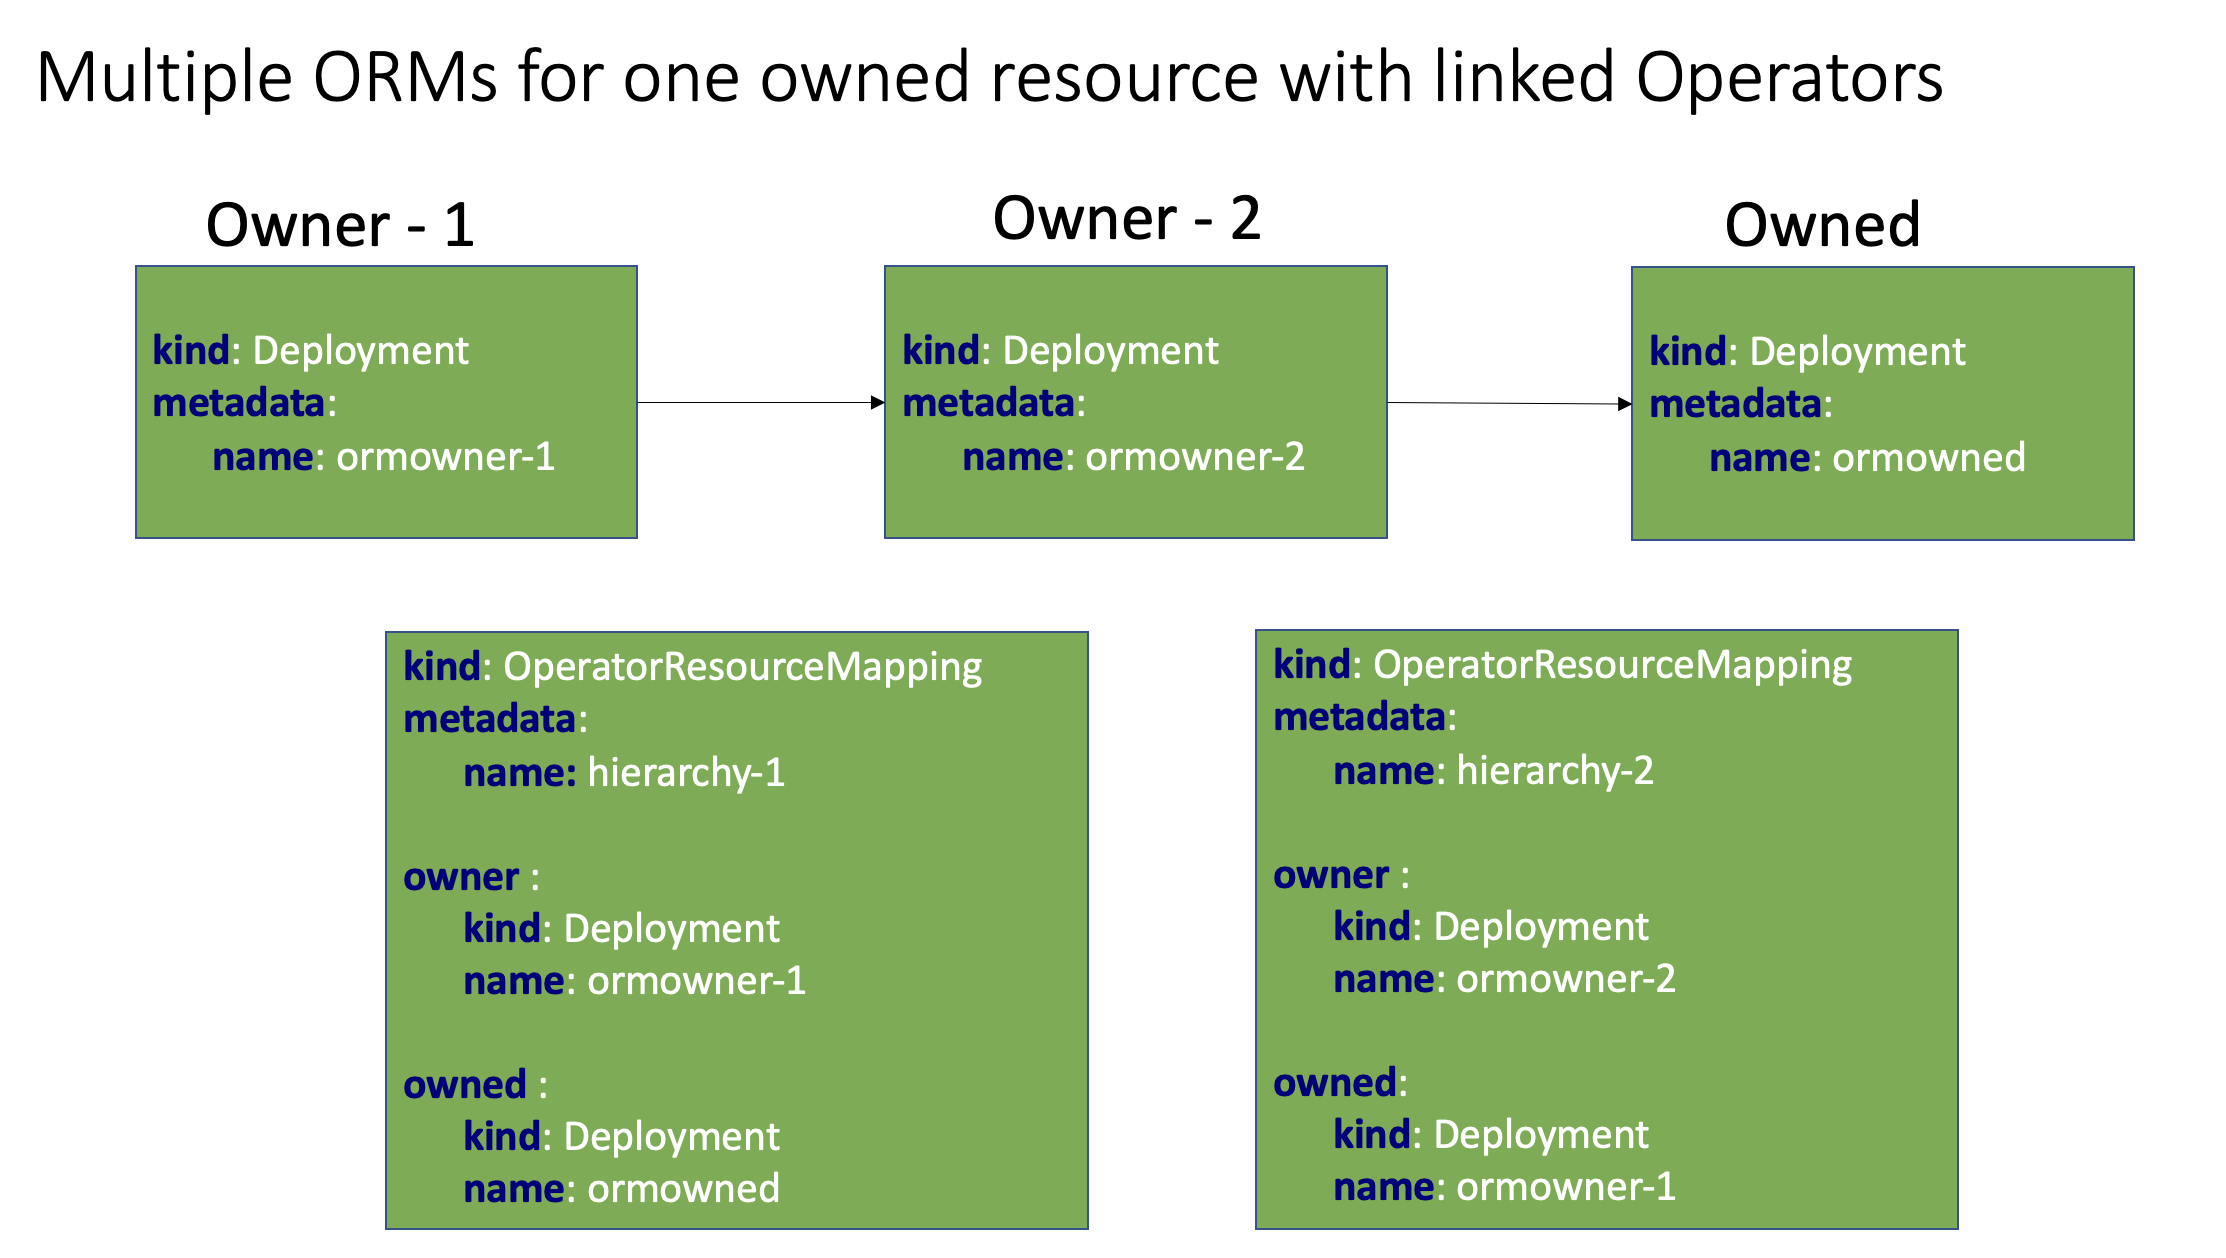 Multiple ORMs for one owned resource with linked Operators
Owner - 1
kind: Deployment
metadata:
name: ormowner-1
Owner - 2
kind: Deployment
metadata:
name: ormowner-2
Owned
kind: Deployment
metadata:
name: ormowned
kind: OperatorResourceMapping
metadata:
name: hierarchy-1
owner :
kind: Deployment
name: ormowner-1
owned :
kind: Deployment
name: ormowned
kind: OperatorResourceMapping
metadata:
name: hierarchy-2
owner :
kind: Deployment
name: ormowner-2
owned:
kind: Deployment
name: ormowner-1